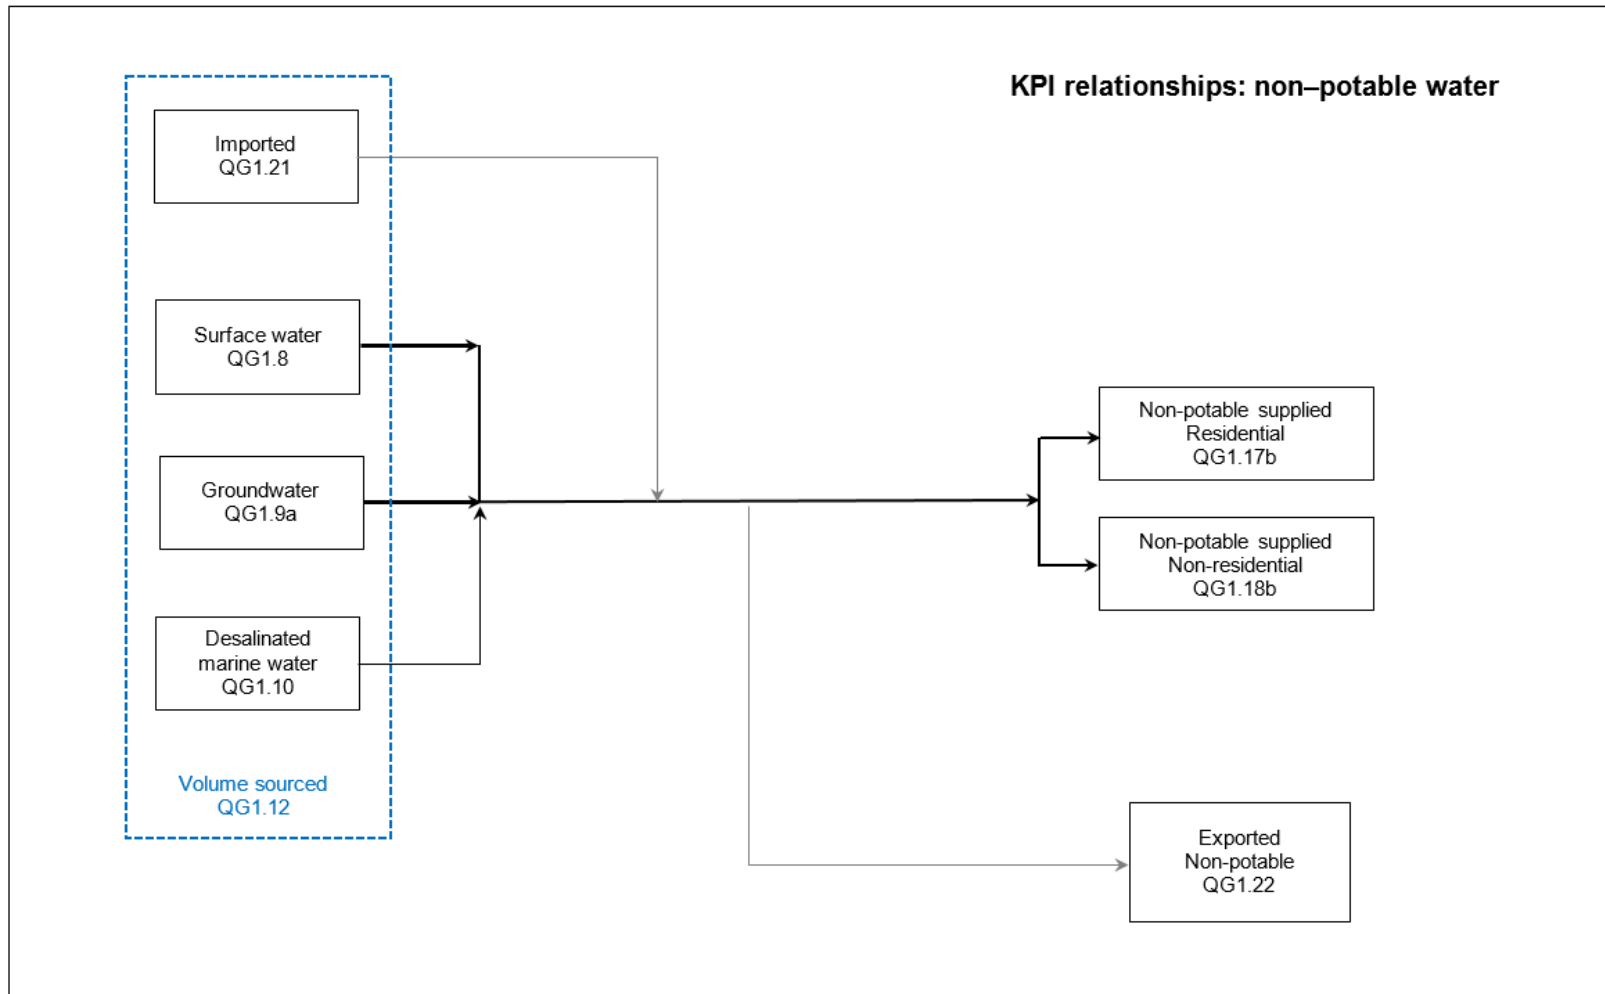 KPI relationships: non–potable water
Imported
QG1.21
Surface water
QG1.8
Groundwater
QG1.9a
Desalinated
marine water
QG1.10
Volume sourced
QG1.12
Non-potable supplied
Residential
QG1.17b
Non-potable supplied
Non-residential
QG1.18b
Exported
Non-potable
QG1.22